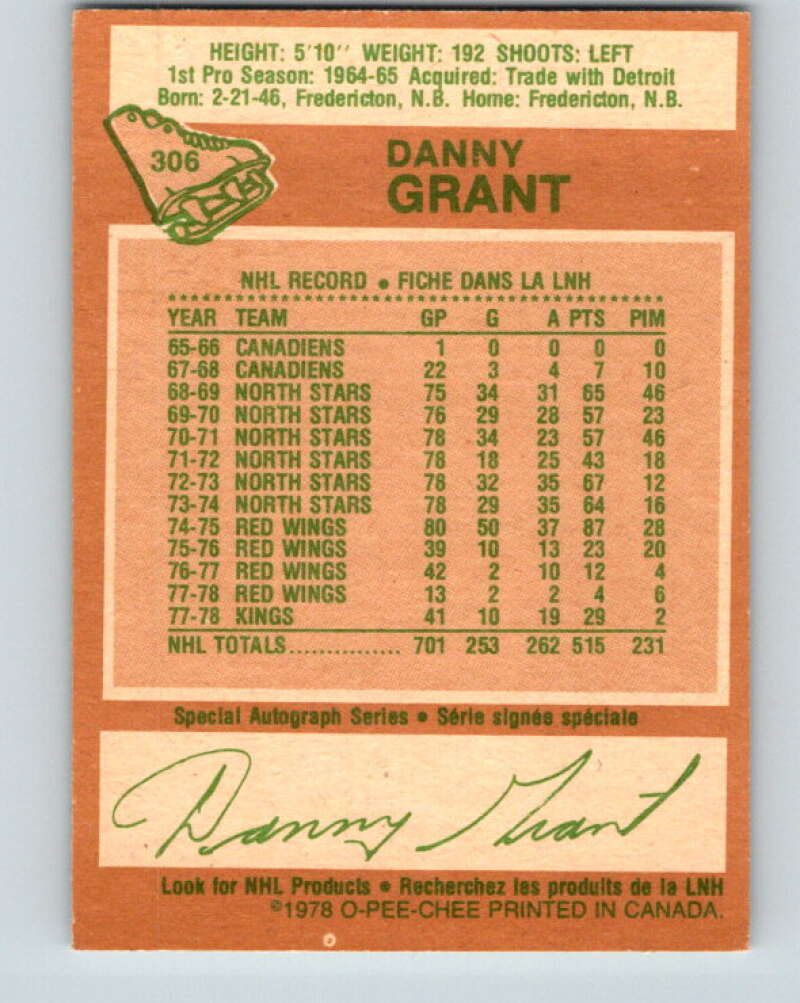 HEIGHT: 5'10'' WEIGHT: 192 SHOOTS: LEFT
1st Pro Season: 1964-65 Acquired: Trade with Detroit
Born: 2-21-46, Fredericton, N.B. Home: Fredericton, N.B.
306
DANNY
GRANT
NHL RECORD • FICHE DANS LA LNH
YEAR TEAM GP G A PTS PIM
65-66 CANADIENS 1 0 0 0 0
67-68 CANADIENS 22 3 4 7 10
68-69 NORTH STARS 75 34 31 65 46
69-70 NORTH STARS 76 29 28 57 23
70-71 NORTH STARS 78 34 23 57 46
71-72 NORTH STARS 78 18 25 43 18
72-73 NORTH STARS 78 32 35 67 12
73-74 NORTH STARS 78 29 35 64 16
74-75 RED WINGS 80 50 37 87 28
75-76 RED WINGS 39 10 13 23 20
76-77 RED WINGS 42 2 10 12 4
77-78 RED WINGS 13 2 2 4 6
77-78 KINGS 41 10 19 29 2
NHL TOTALS............... 701 253 262 515 231
Special Autograph Series • Série signée spéciale
Danny Grant
Look for NHL Products • Recherchez les produits de la LNH
©1978 O-PEE-CHEE PRINTED IN CANADA.